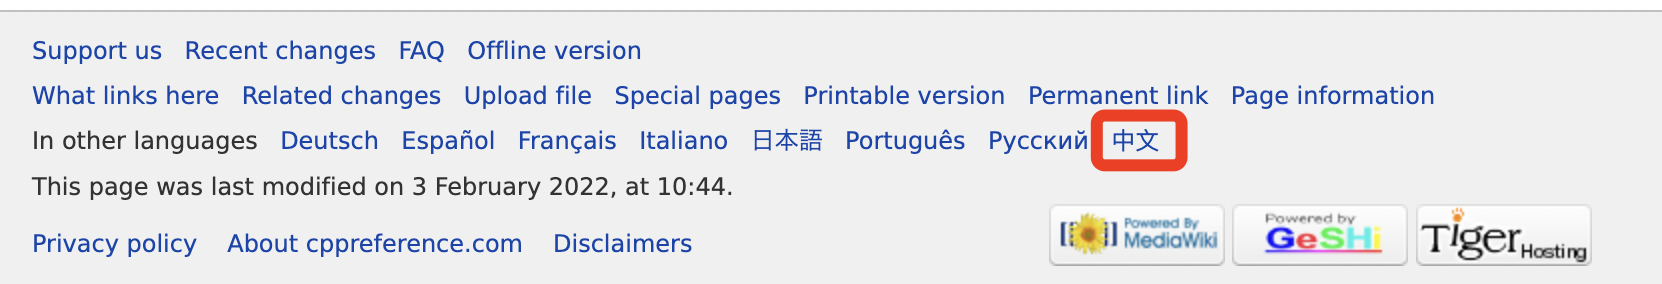 Support us Recent changes FAQ Offline version
What links here Related changes Upload file Special pages Printable version Permanent link Page information
In other languages Deutsch Español Français Italiano 日本語 Português Русский 中文
This page was last modified on 3 February 2022, at 10:44.
Privacy policy About cppreference.com Disclaimers
Powered By MediaWiki
Powered by GeSHi
Tiger Hosting